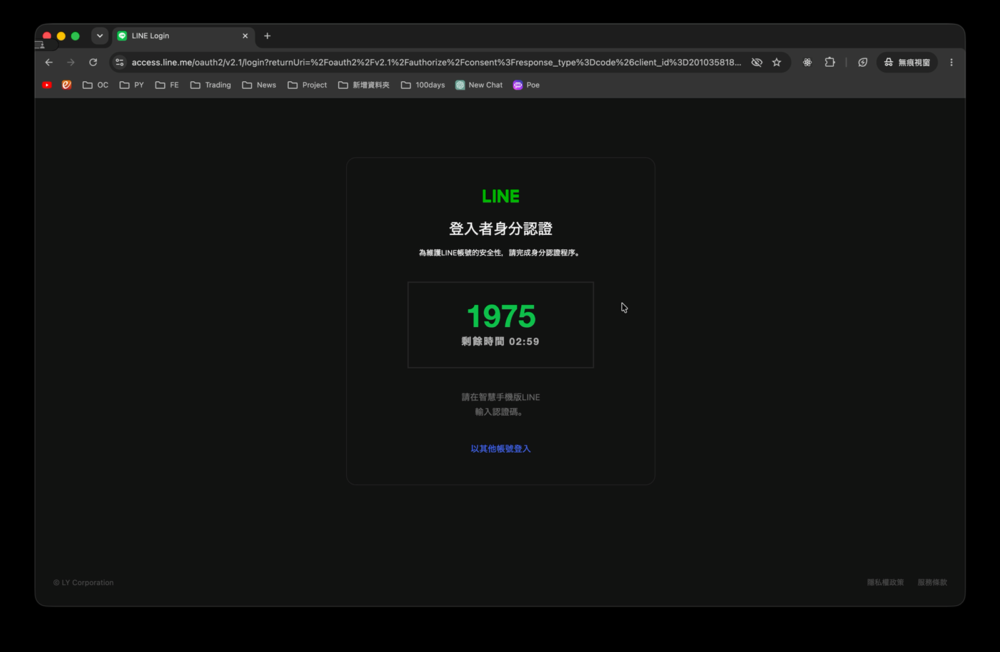 LINE Login
access.line.me/oauth2/v2.1/login?returnUri=%2Foauth2%2Fv2.1%2Fauthorize%2Fconsent%3Fresponse_type%3Dcode%26client_id%3D201035818...
無痕視窗
OC PY FE Trading News Project 新增資料夾 100days New Chat Poe
LINE
登入者身分認證
為維護LINE帳號的安全性,請完成身分認證程序。
1975
剩餘時間 02:59
請在智慧手機版LINE
輸入認證碼。
以其他帳號登入
© LY Corporation
隱私權政策 服務條款